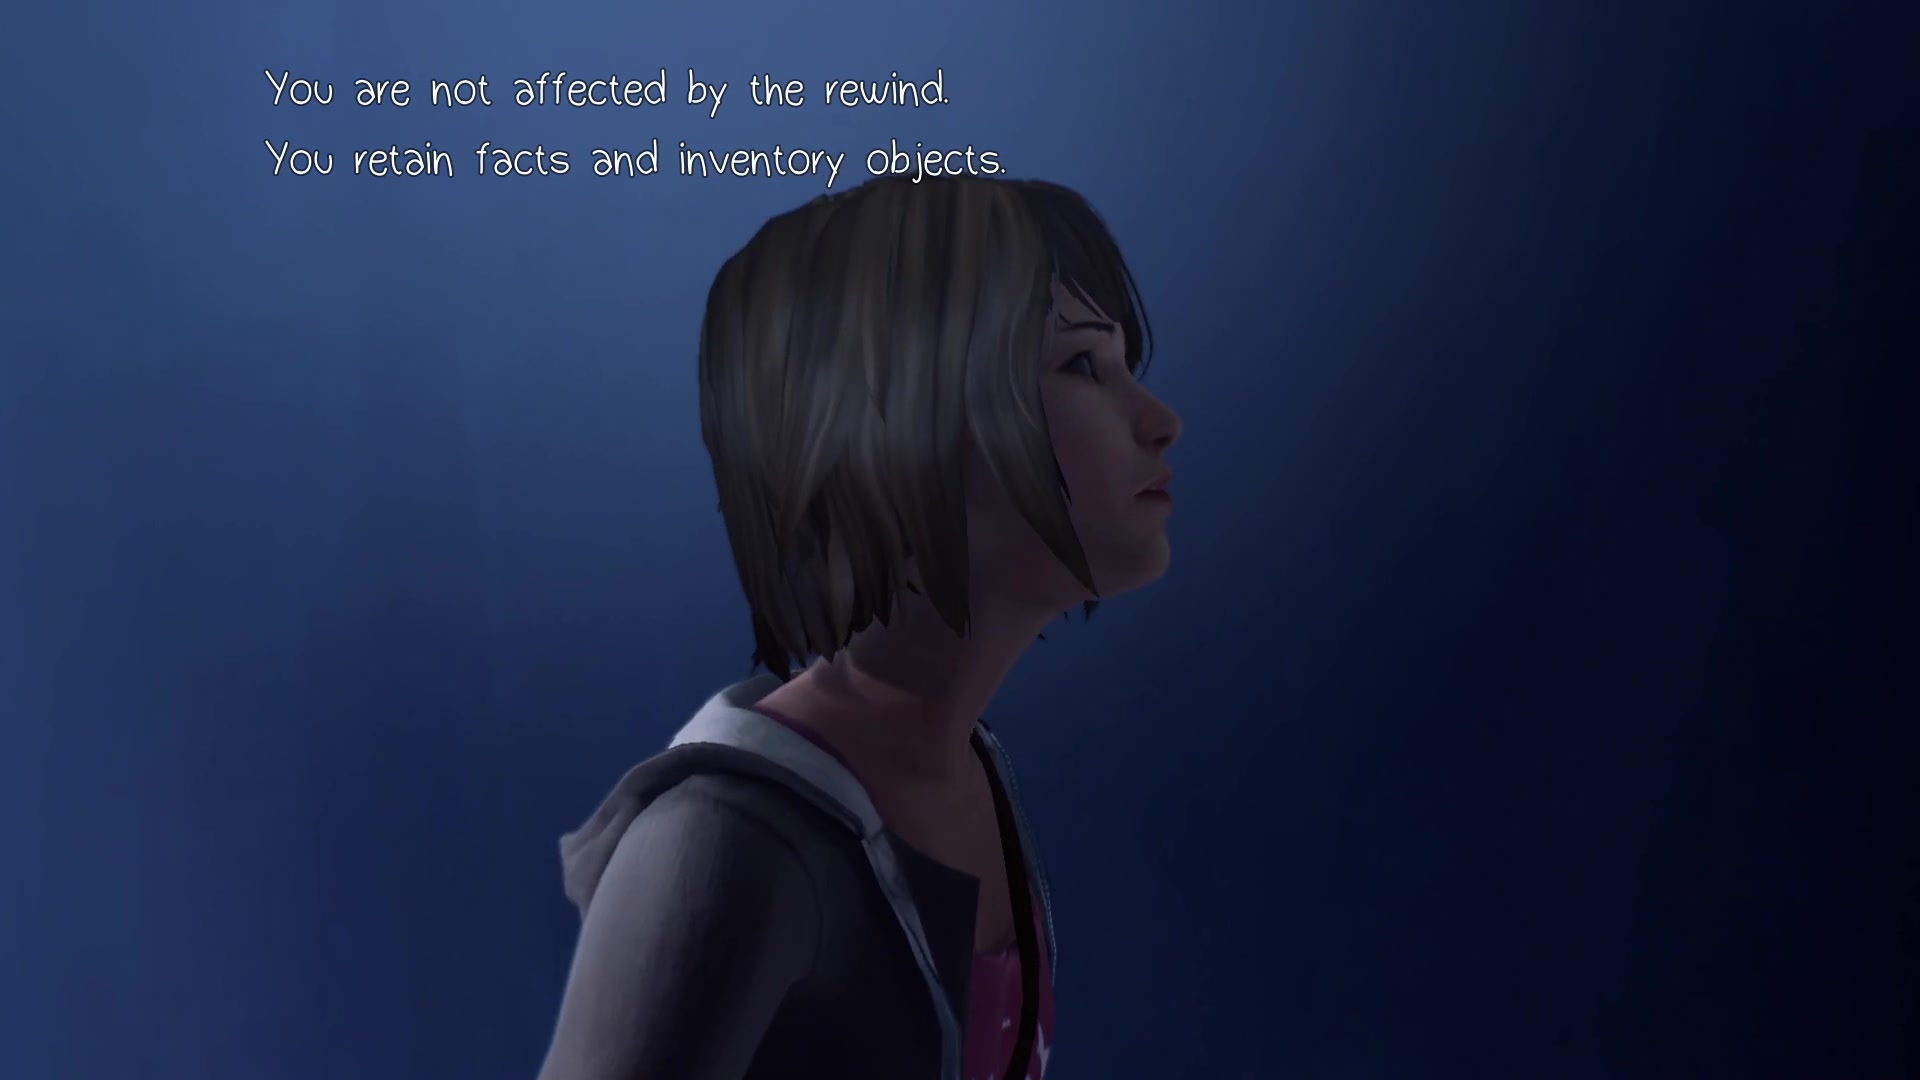 You are not affected by the rewind.
You retain facts and inventory objects.